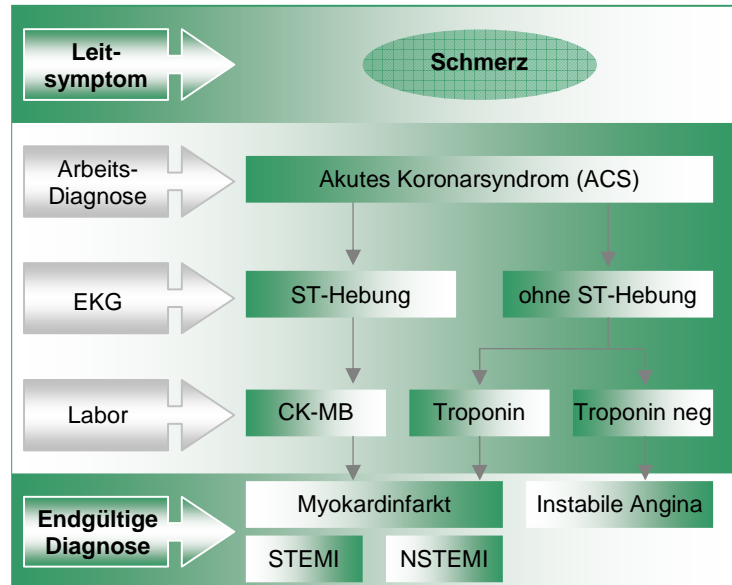 Leit-
symptom
Schmerz
Arbeits-
Diagnose
Akutes Koronarsyndrom (ACS)
EKG
ST-Hebung
ohne ST-Hebung
Labor
CK-MB
Troponin
Troponin neg
Endgültige
Diagnose
Myokardinfarkt
Instabile Angina
STEMI
NSTEMI